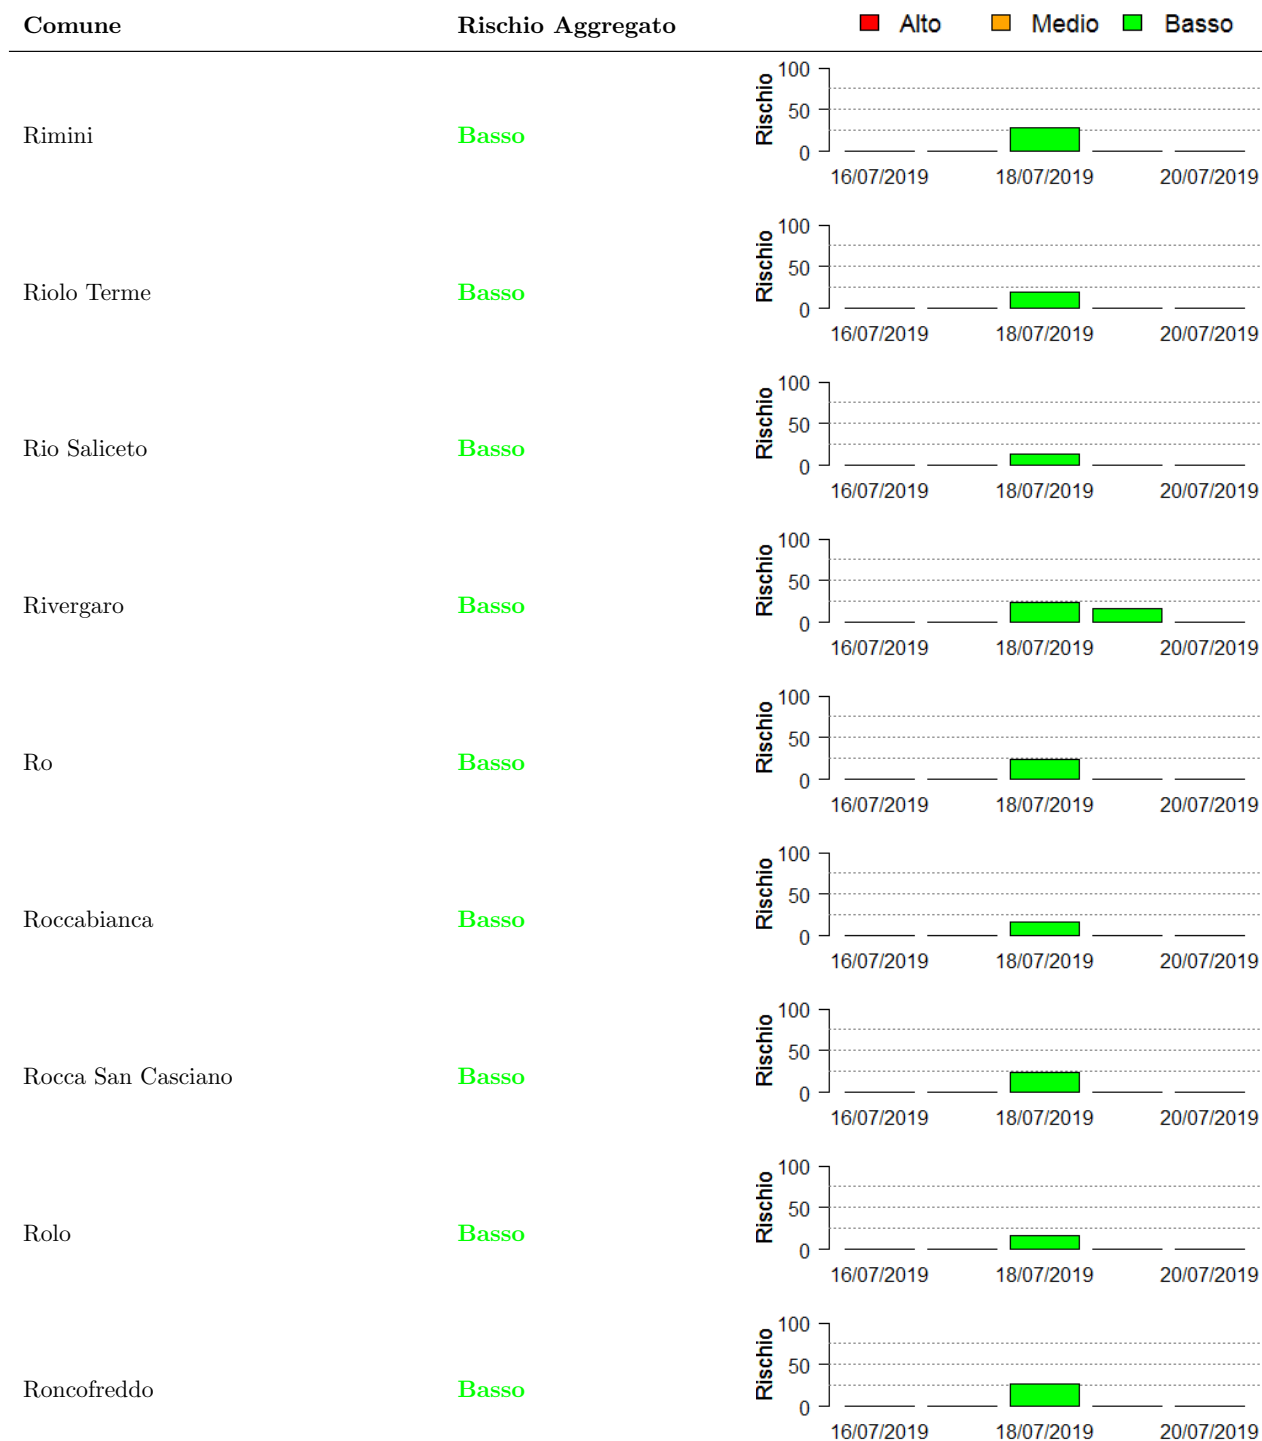 Comune Rischio Aggregato Alto Medio Basso
100
50
0
Rischio
Rimini Basso
16/07/2019 18/07/2019 20/07/2019
100
50
0
Rischio
Riolo Terme Basso
16/07/2019 18/07/2019 20/07/2019
100
50
0
Rischio
Rio Saliceto Basso
16/07/2019 18/07/2019 20/07/2019
100
50
0
Rischio
Rivergaro Basso
16/07/2019 18/07/2019 20/07/2019
100
50
0
Rischio
Ro Basso
16/07/2019 18/07/2019 20/07/2019
100
50
0
Rischio
Roccabianca Basso
16/07/2019 18/07/2019 20/07/2019
100
50
0
Rischio
Rocca San Casciano Basso
16/07/2019 18/07/2019 20/07/2019
100
50
0
Rischio
Rolo Basso
16/07/2019 18/07/2019 20/07/2019
100
50
0
Rischio
Roncofreddo Basso
16/07/2019 18/07/2019 20/07/2019